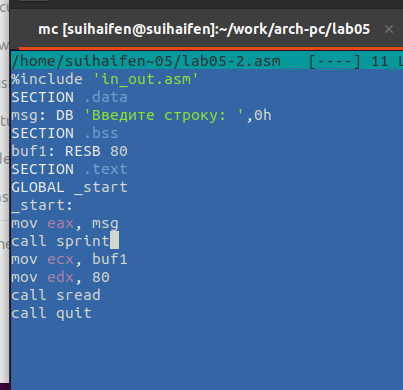 mc [suihaifen@suihaifen]:~/work/arch-pc/lab05
/home/suihaifen~05/lab05-2.asm [----] 11 L
%include 'in_out.asm'
SECTION .data
msg: DB 'Введите строку: ',0h
SECTION .bss
buf1: RESB 80
SECTION .text
GLOBAL _start
_start:
mov eax, msg
call sprint
mov ecx, buf1
mov edx, 80
call sread
call quit